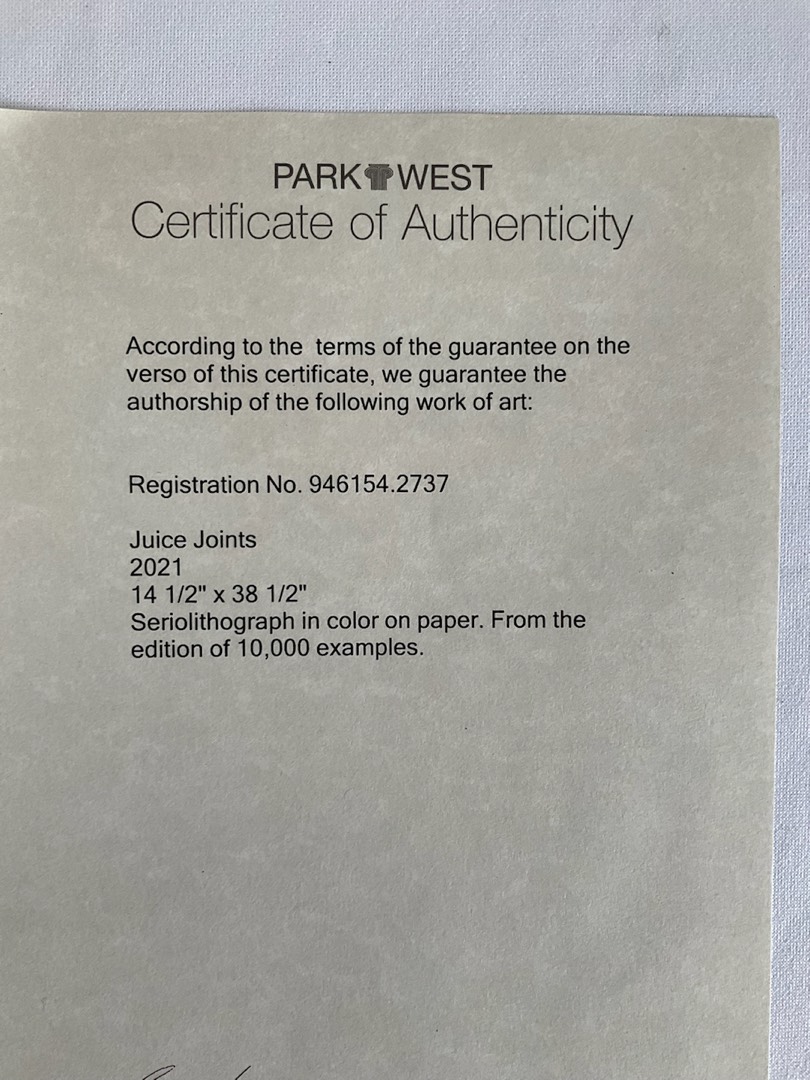 PARK WEST
Certificate of Authenticity
According to the terms of the guarantee on the
verso of this certificate, we guarantee the
authorship of the following work of art:
Registration No. 946154.2737
Juice Joints
2021
14 1/2" x 38 1/2"
Seriolithograph in color on paper. From the
edition of 10,000 examples.